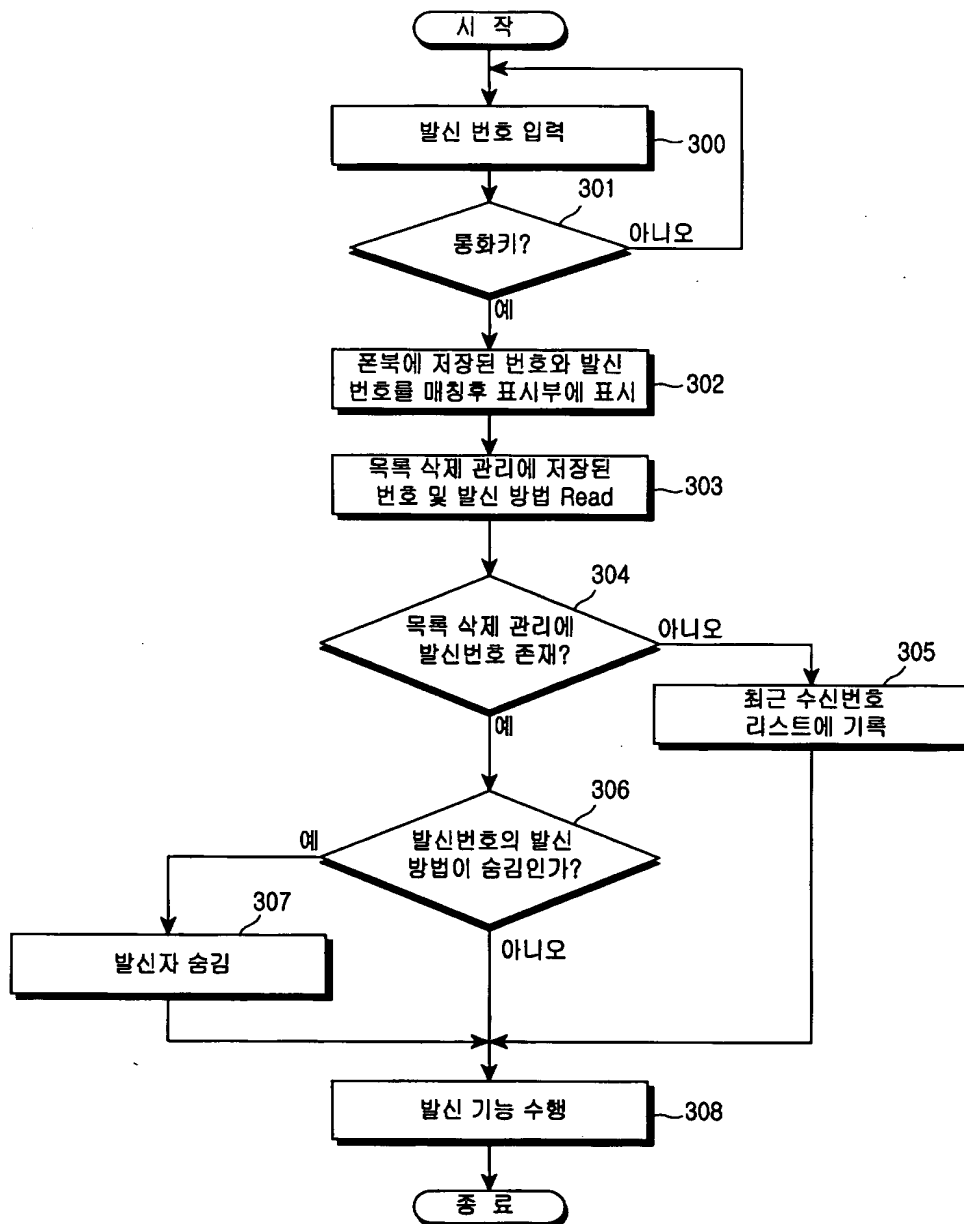 시 작
발신 번호 입력
300
301
통화키?
아니오
예
폰북에 저장된 번호와 발신
번호를 매칭후 표시부에 표시
302
목록 삭제 관리에 저장된
번호 및 발신 방법 Read
303
304
목록 삭제 관리에
발신번호 존재?
아니오
305
최근 수신번호
리스트에 기록
예
306
발신번호의 발신
방법이 숨김인가?
예
307
발신자 숨김
아니오
발신 기능 수행
308
종 료